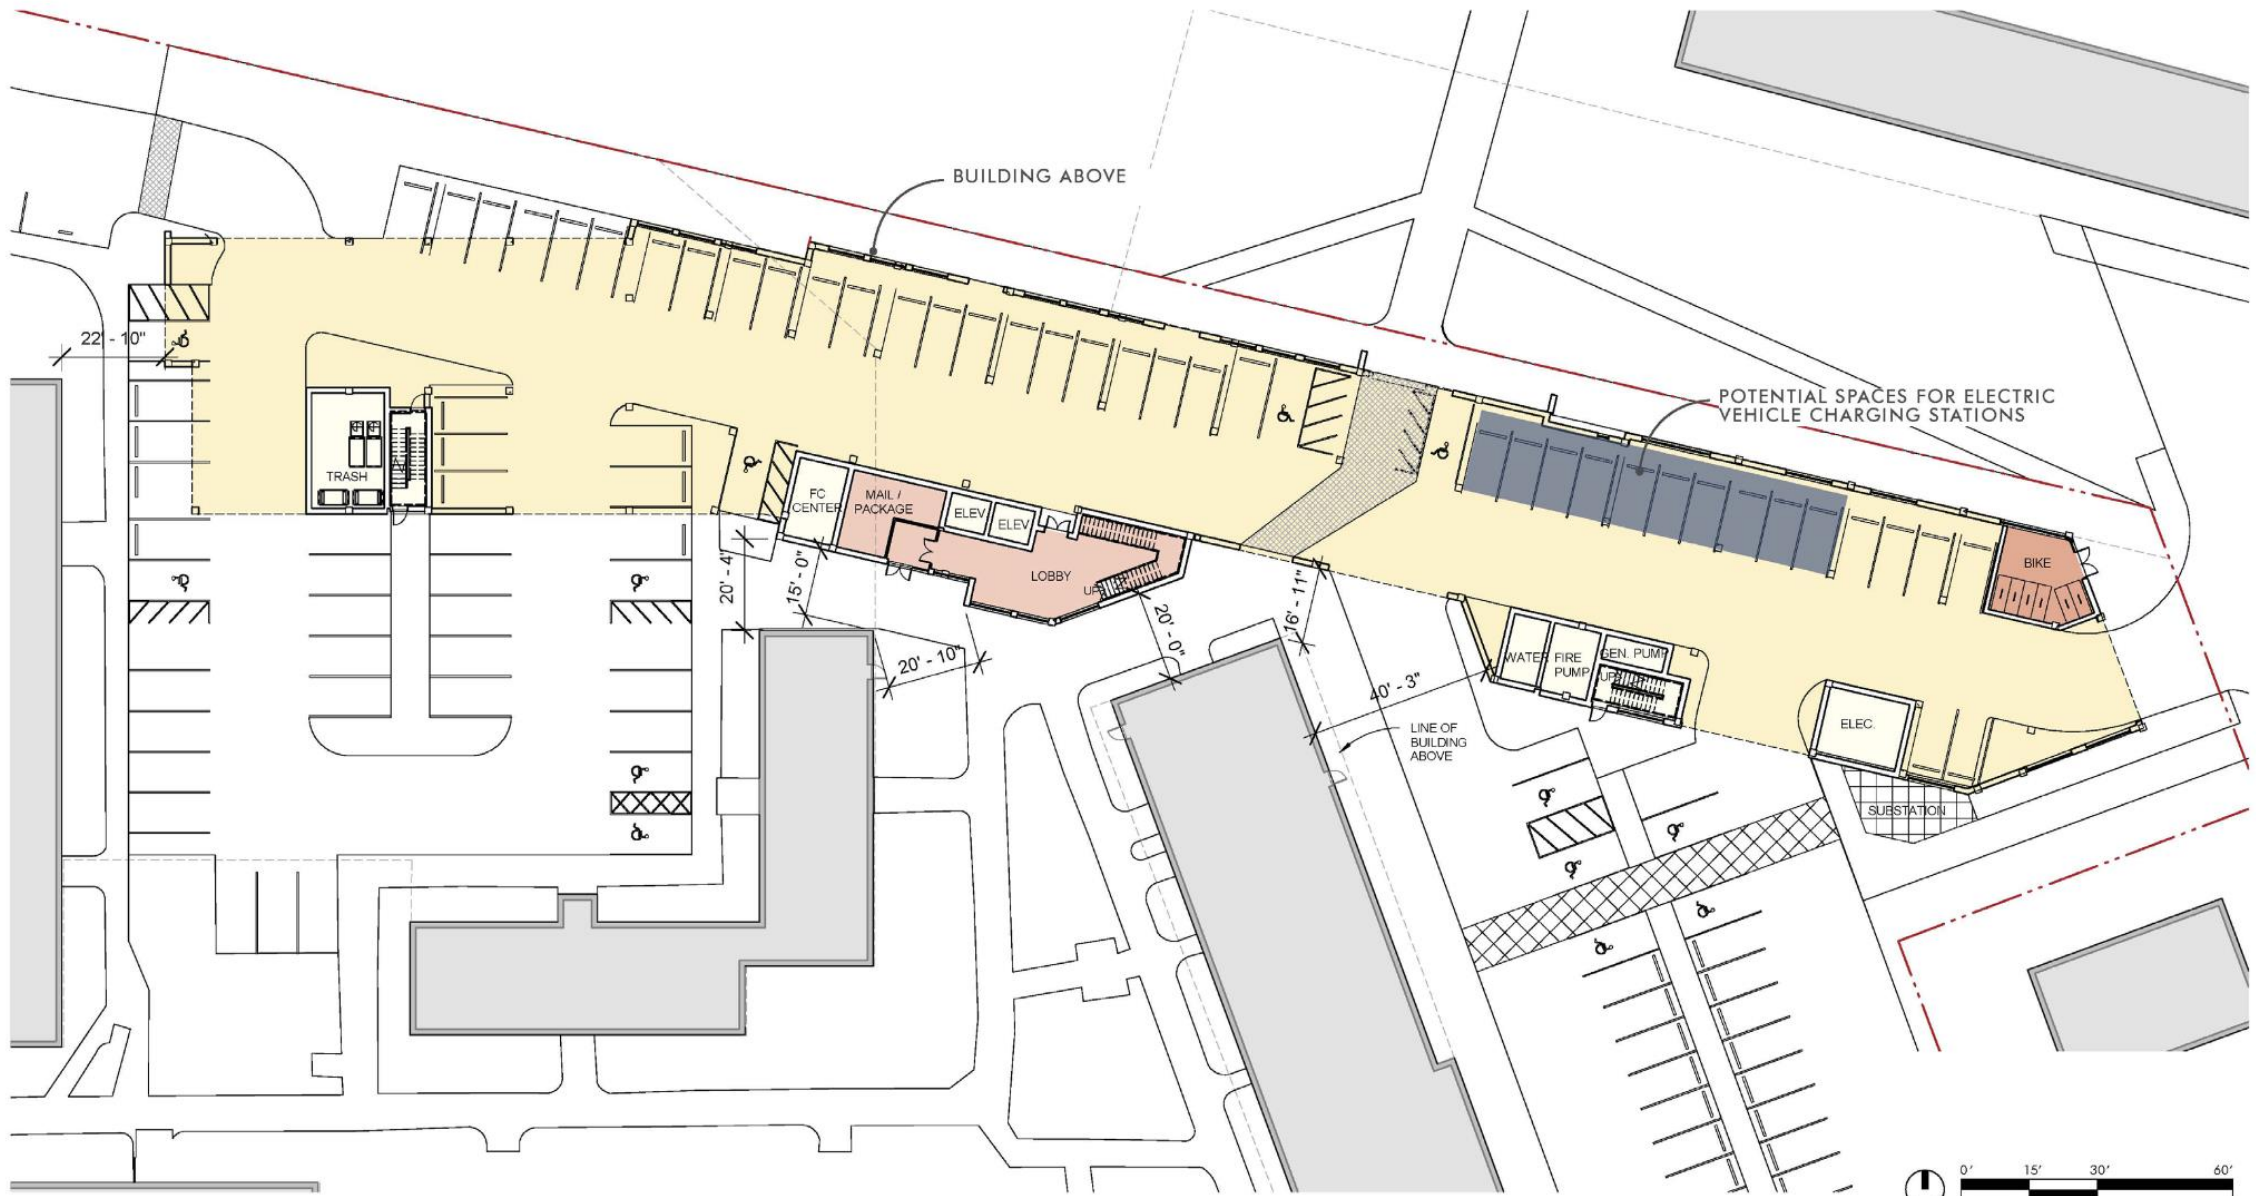 BUILDING ABOVE
22' - 10"
POTENTIAL SPACES FOR ELECTRIC
VEHICLE CHARGING STATIONS
TRASH
FC
CENTER
MAIL /
PACKAGE
ELEV
ELEV
LOBBY
UP
BIKE
20' - 4"
15' - 0"
20' - 10"
20' - 0"
16' - 11"
40' - 3"
WATER
FIRE
PUMP
GEN. PUMP
UP
ELEC.
LINE OF
BUILDING
ABOVE
SUBSTATION
0' 15' 30' 60'